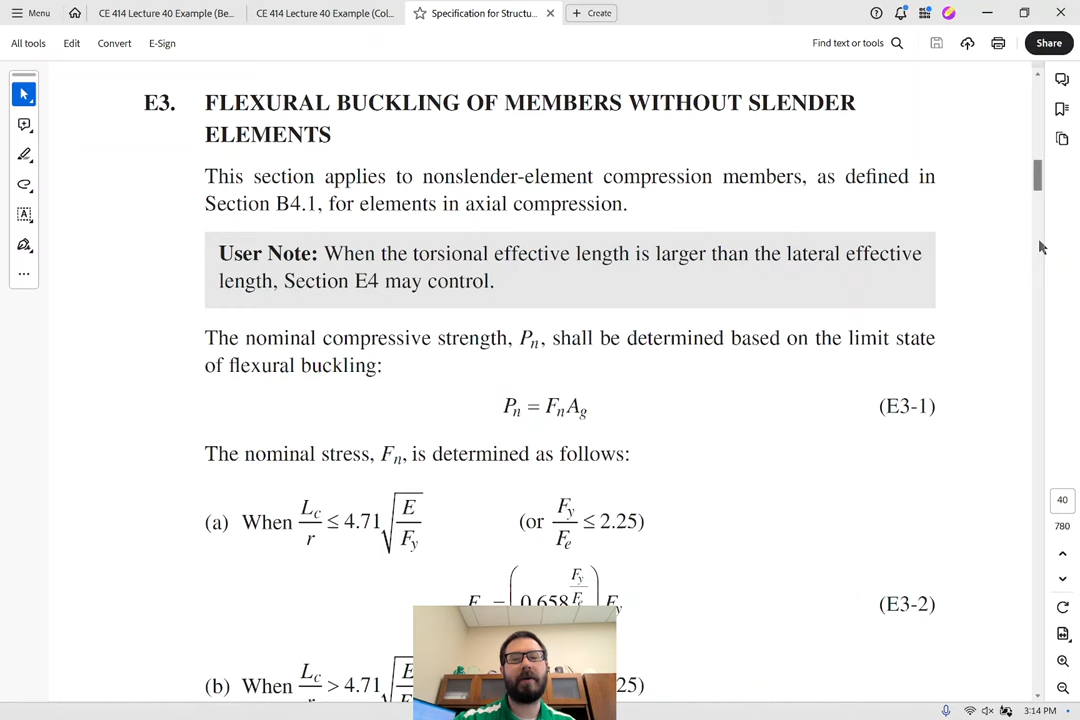 Menu
CE 414 Lecture 40 Example (Be...
CE 414 Lecture 40 Example (Col...
Specification for Structu...
Create
All tools
Edit
Convert
E-Sign
Find text or tools
Share
E3. FLEXURAL BUCKLING OF MEMBERS WITHOUT SLENDER
ELEMENTS
This section applies to nonslender-element compression members, as defined in
Section B4.1, for elements in axial compression.
User Note: When the torsional effective length is larger than the lateral effective
length, Section E4 may control.
The nominal compressive strength, Pn, shall be determined based on the limit state
of flexural buckling:
Pn = FnAg (E3-1)
The nominal stress, Fn, is determined as follows:
(a) When Lc/r ≤ 4.71√(E/Fy) (or Fy/Fe ≤ 2.25)
= (0.658^(Fy/Fe)) Fy (E3-2)
(b) When Lc/r > 4.71√(E/F 25)
40
780
3:14 PM